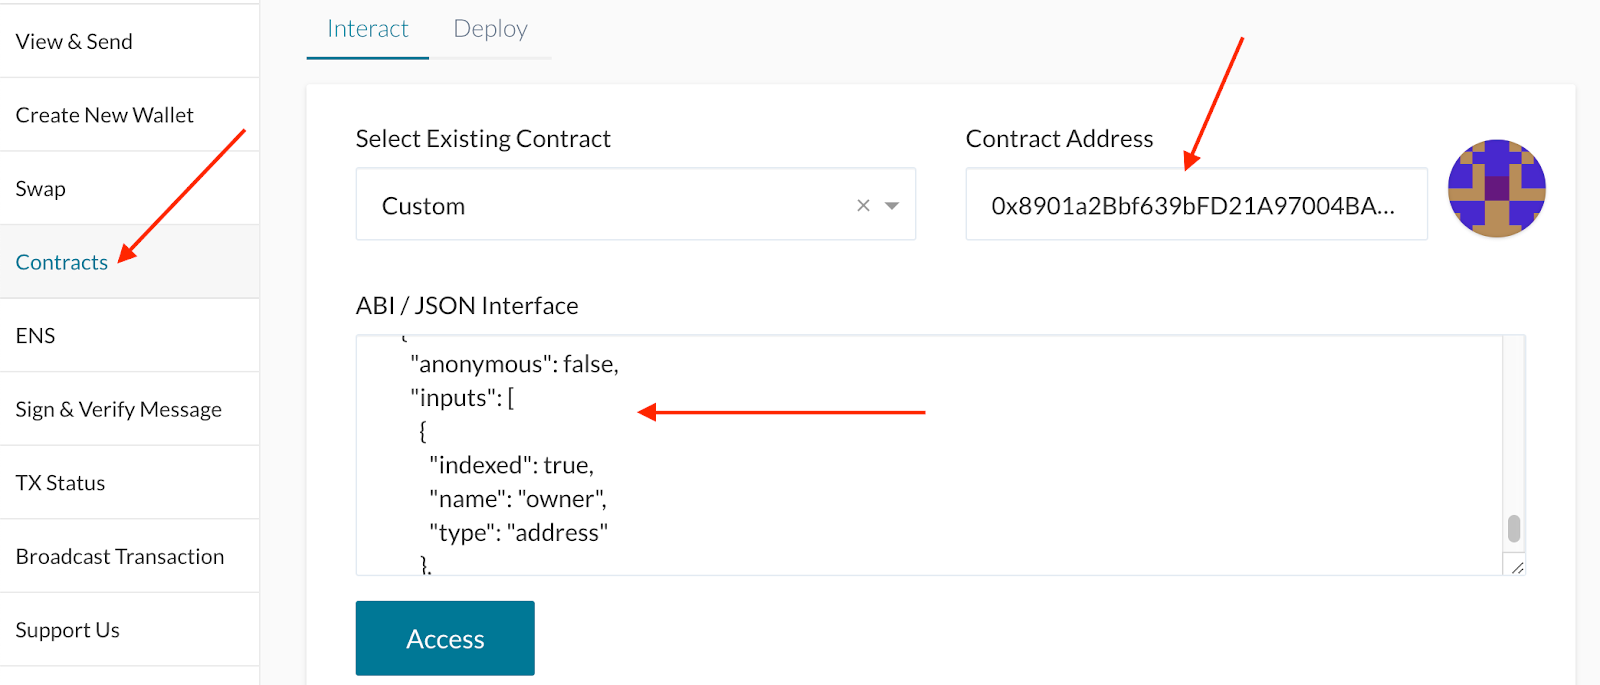 View & Send
Create New Wallet
Swap
Contracts
ENS
Sign & Verify Message
TX Status
Broadcast Transaction
Support Us
Interact
Deploy
Select Existing Contract
Custom
Contract Address
0x8901a2Bbf639bFD21A97004BA...
ABI / JSON Interface
{
"anonymous": false,
"inputs": [
{
"indexed": true,
"name": "owner",
"type": "address"
},
Access